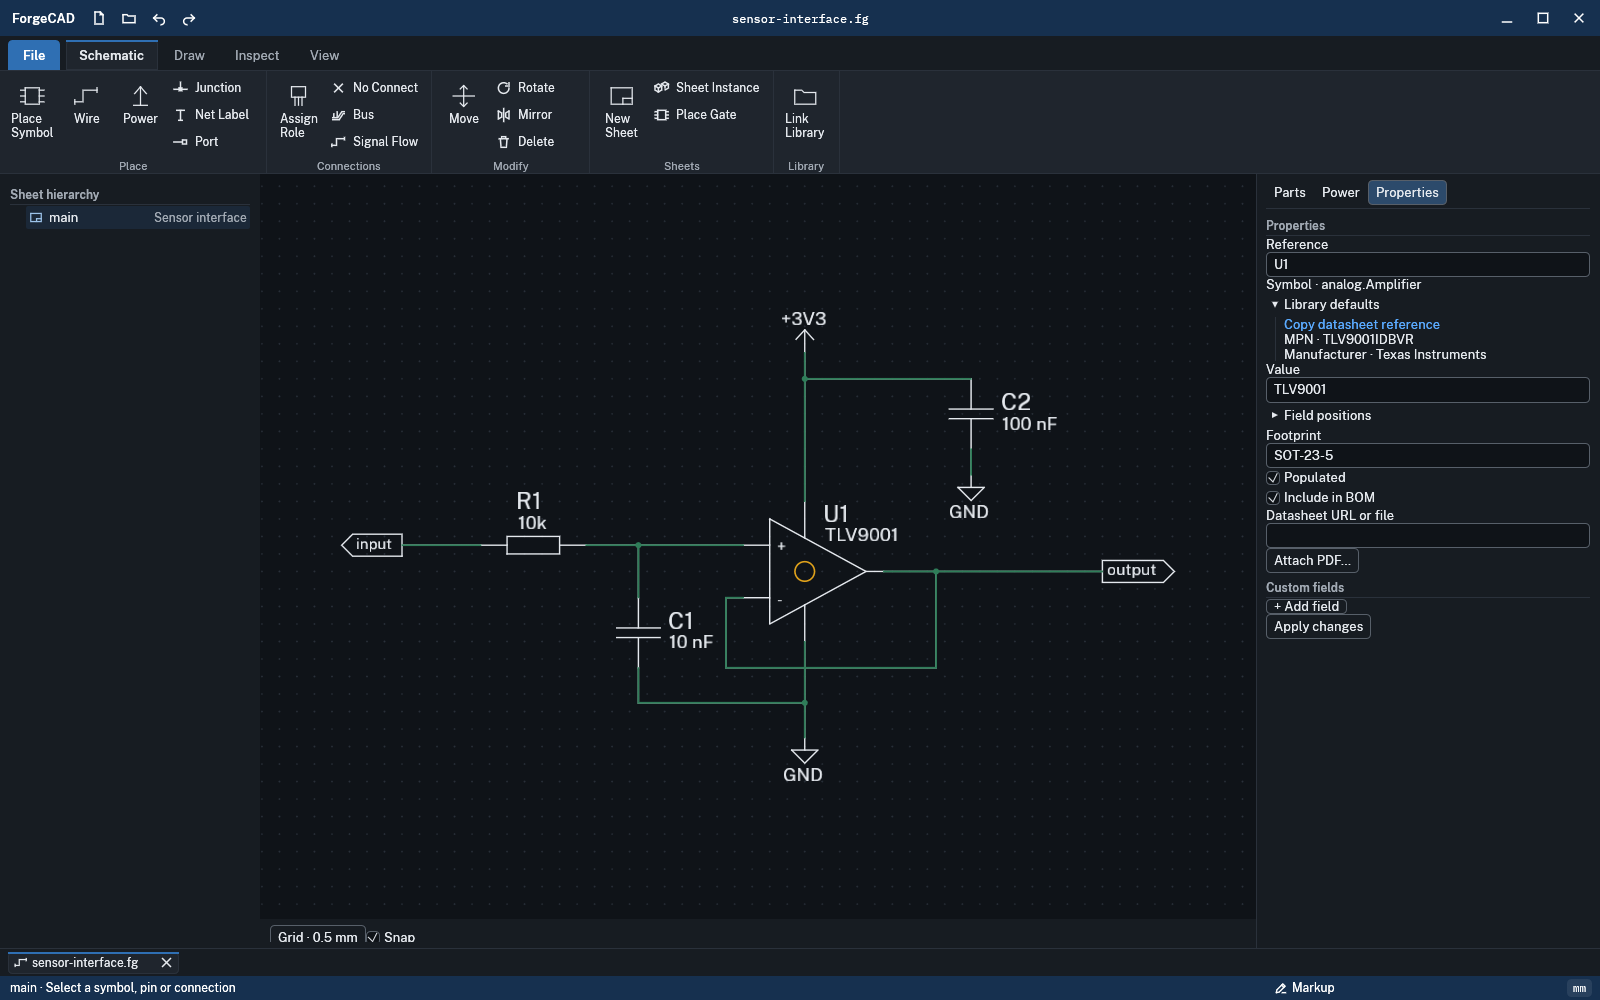 ForgeCAD
sensor-interface.fg
File
Schematic
Draw
Inspect
View
Place Symbol
Wire
Power
Junction
Net Label
Port
Place
Assign Role
No Connect
Bus
Signal Flow
Connections
Move
Rotate
Mirror
Delete
Modify
New Sheet
Sheet Instance
Place Gate
Sheets
Link Library
Library
Sheet hierarchy
main Sensor interface
+3V3
C2
100 nF
GND
R1
10k
input
U1
TLV9001
+
-
output
C1
10 nF
GND
Grid · 0.5 mm
Snap
Parts
Power
Properties
Properties
Reference
U1
Symbol · analog.Amplifier
Library defaults
Copy datasheet reference
MPN · TLV9001IDBVR
Manufacturer · Texas Instruments
Value
TLV9001
Field positions
Footprint
SOT-23-5
Populated
Include in BOM
Datasheet URL or file
Attach PDF...
Custom fields
+ Add field
Apply changes
sensor-interface.fg
main · Select a symbol, pin or connection
Markup
mm